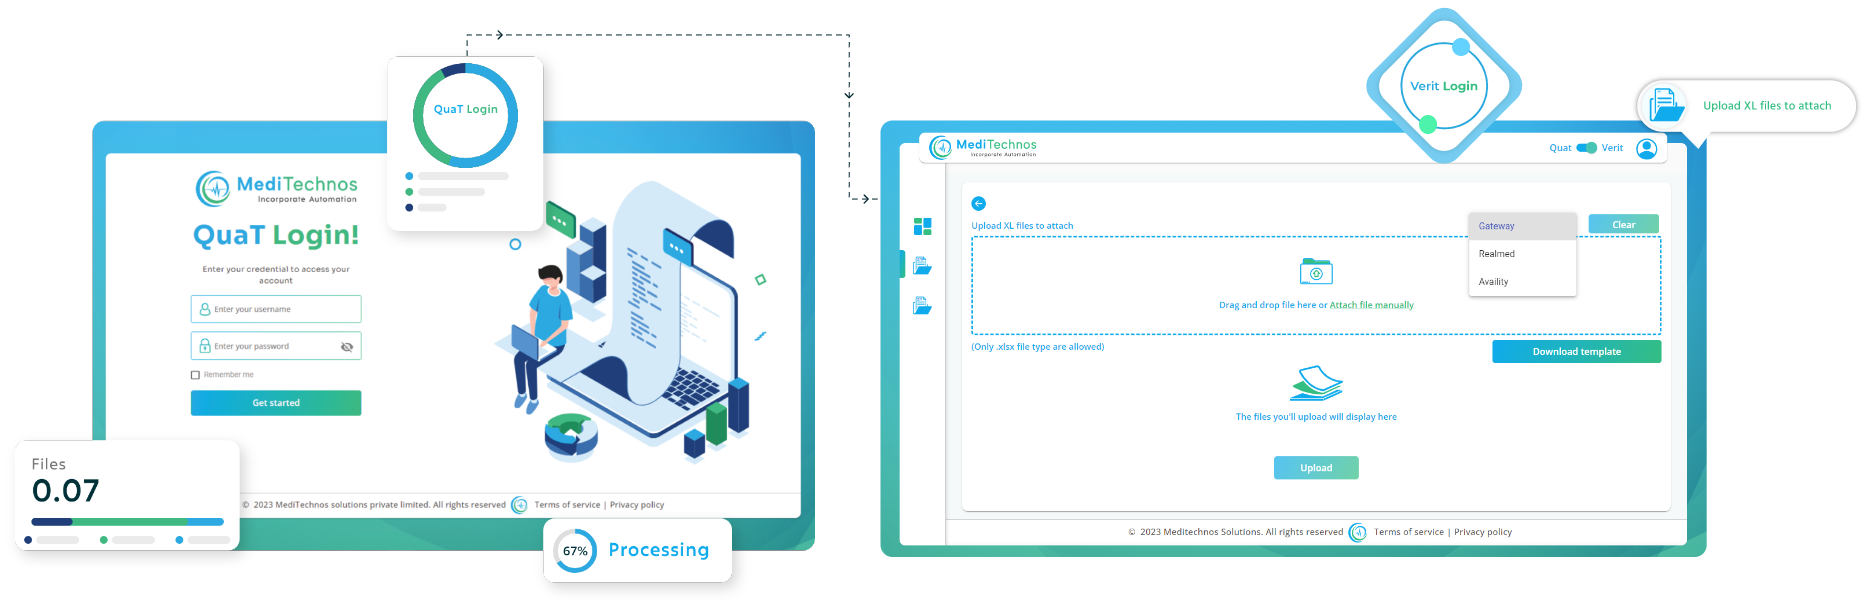 QuaT Login
MediTechnos
Incorporate Automation
QuaT Login!
Enter your credential to access your
account
Enter your username
Enter your password
Remember me
Get started
Files
0.07
© 2023 MediTechnos solutions private limited. All rights reserved
Terms of service | Privacy policy
67%
Processing
Verit Login
Upload XL files to attach
MediTechnos
Incorporate Automation
Quat
Verit
Upload XL files to attach
Gateway
Realmed
Availity
Clear
Drag and drop file here or Attach file manually
(Only .xlsx file type are allowed)
Download template
The files you'll upload will display here
Upload
© 2023 Meditechnos Solutions. All rights reserved
Terms of service | Privacy policy